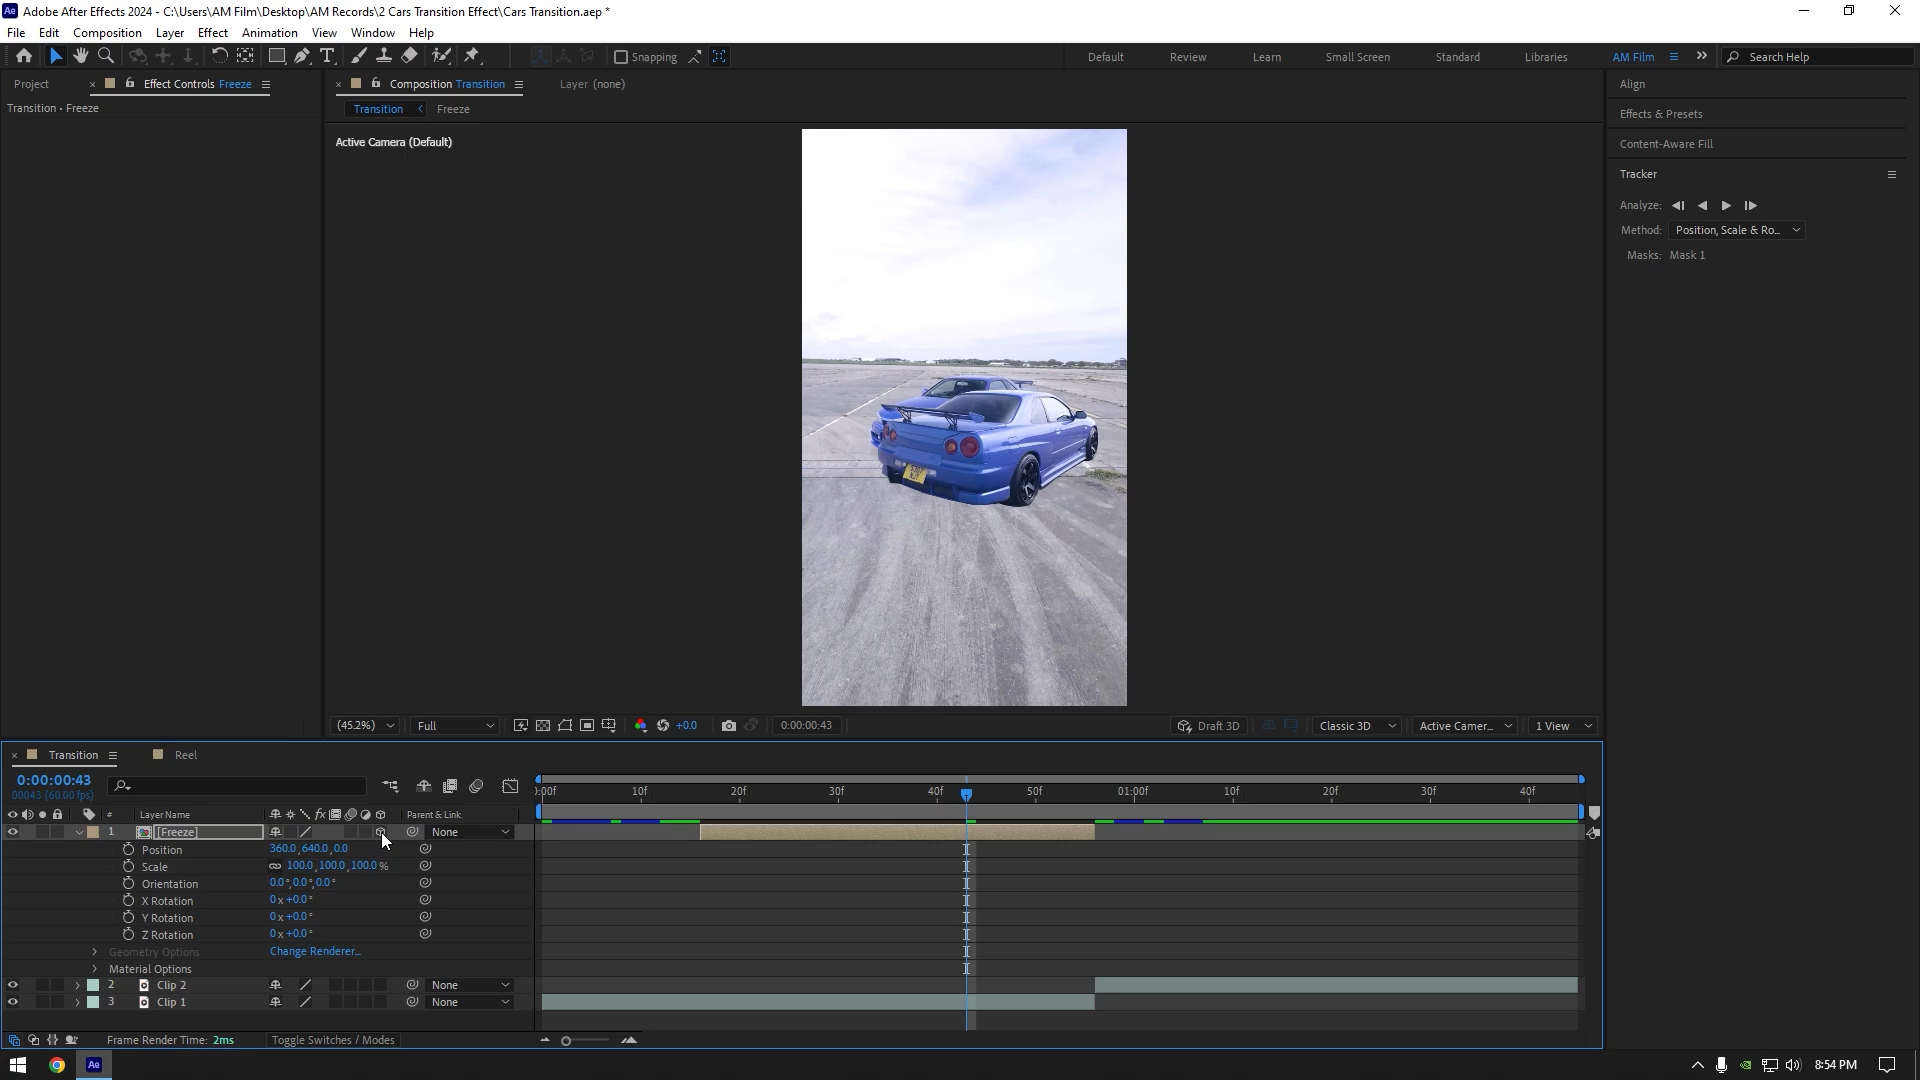 Adobe After Effects 2024 - C:\Users\AM Film\Desktop\AM Records\2 Cars Transition Effect\Cars Transition.aep *
File Edit Composition Layer Effect Animation View Window Help
Snapping
Default Review Learn Small Screen Standard Libraries AM Film Search Help
Project Effect Controls Freeze
Composition Transition Layer (none)
Align
Transition • Freeze
Transition Freeze
Effects & Presets
Active Camera (Default)
Content-Aware Fill
Tracker
Analyze:
Method: Position, Scale & Ro...
Masks: Mask 1
(45.2%) Full +0.0 0:00:00:43 Draft 3D Classic 3D Active Camer... 1 View
Transition Reel
0:00:00:43
00043 (60.00 fps)
:00f 10f 20f 30f 40f 50f 01:00f 10f 20f 30f 40f
# Layer Name fx Parent & Link
1 [Freeze] None
Position 360.0, 640.0, 0.0
Scale 100.0, 100.0, 100.0 %
Orientation 0.0°, 0.0°, 0.0°
X Rotation 0x+0.0°
Y Rotation 0x+0.0°
Z Rotation 0x+0.0°
Geometry Options Change Renderer...
Material Options
2 Clip 2 None
3 Clip 1 None
Frame Render Time: 2ms Toggle Switches / Modes
Ae 8:54 PM